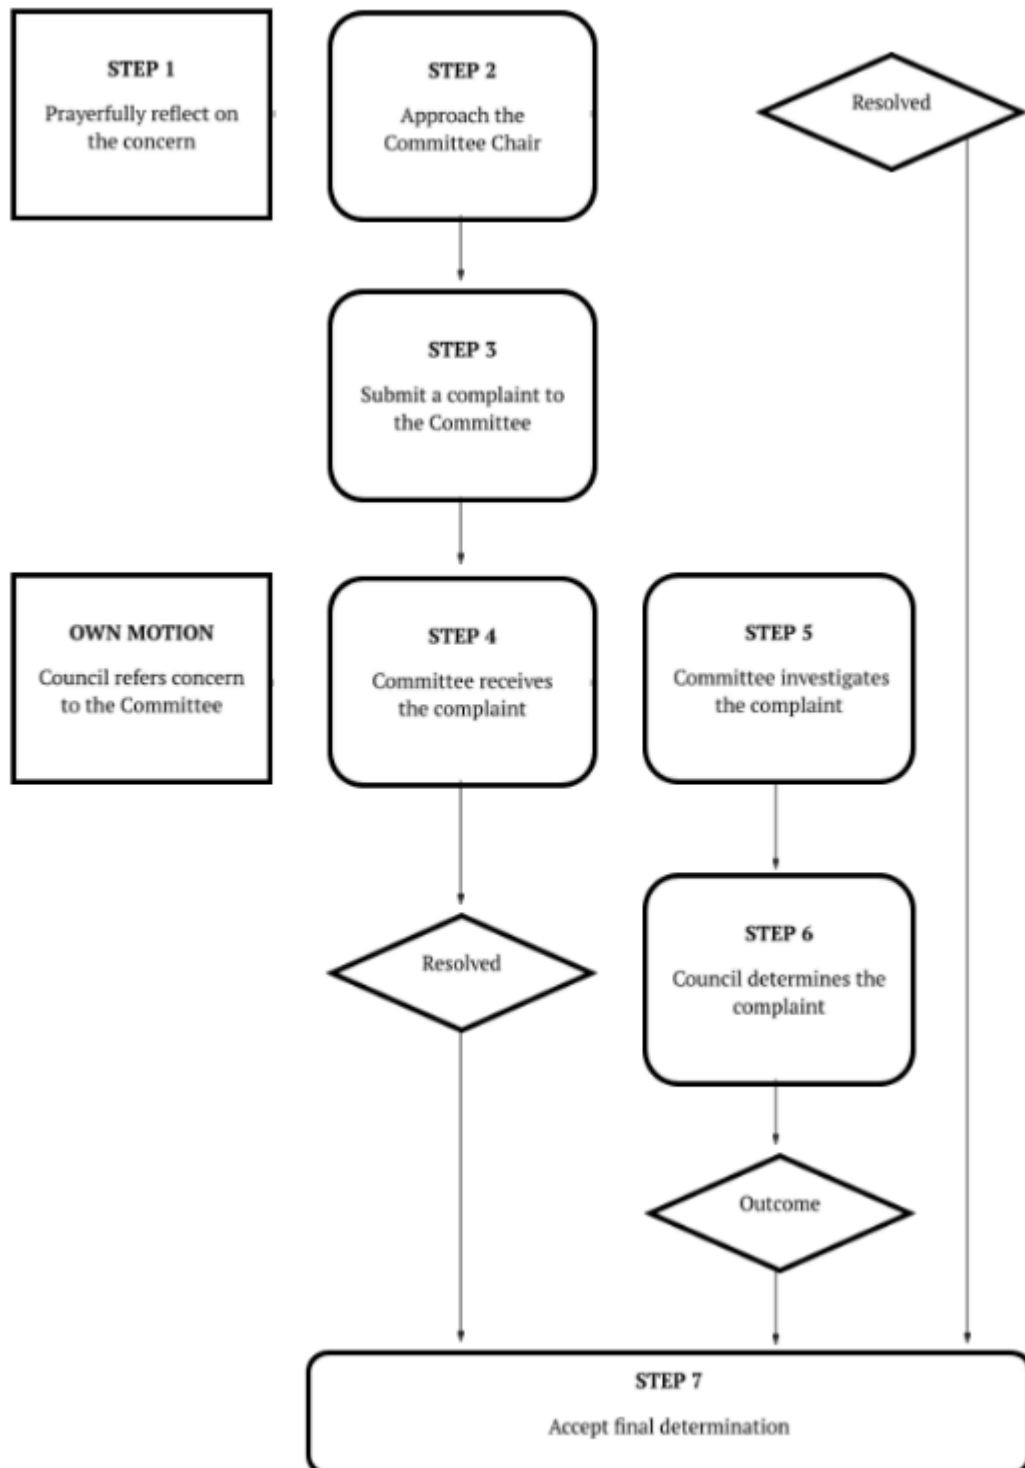 STEP 1
Prayerfully reflect on
the concern
STEP 2
Approach the
Committee Chair
Resolved
STEP 3
Submit a complaint to
the Committee
OWN MOTION
Council refers concern
to the Committee
STEP 4
Committee receives
the complaint
STEP 5
Committee investigates
the complaint
Resolved
STEP 6
Council determines the
complaint
Outcome
STEP 7
Accept final determination